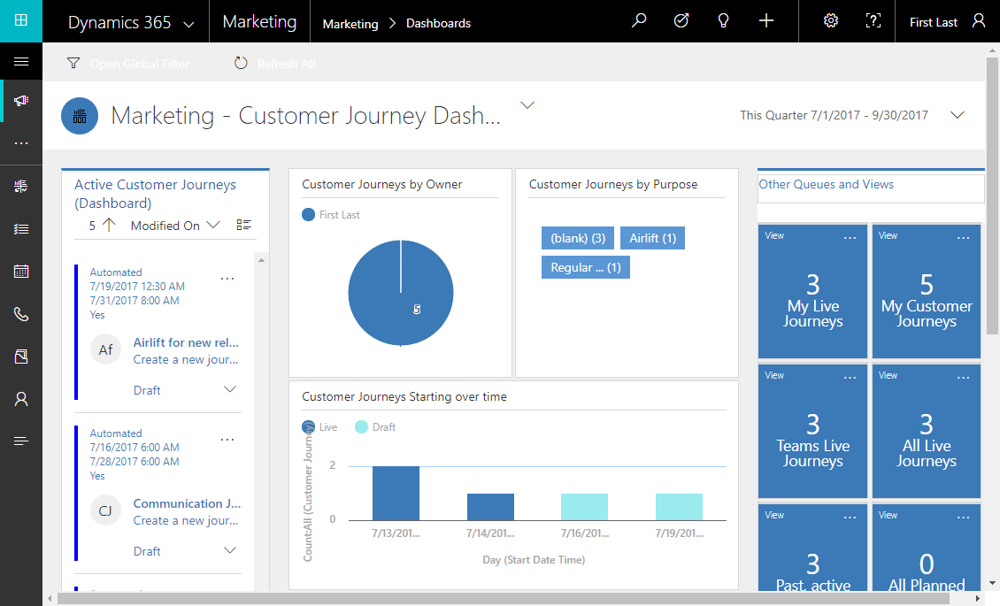 Dynamics 365
Marketing
Marketing > Dashboards
First Last
Open Global Filter
Refresh All
Marketing - Customer Journey Dash...
This Quarter 7/1/2017 - 9/30/2017
Active Customer Journeys
(Dashboard)
5
Modified On
Automated
7/19/2017 12:30 AM
7/31/2017 8:00 AM
Yes
Af
Airlift for new rel...
Create a new jour...
Draft
Automated
7/16/2017 6:00 AM
7/28/2017 6:00 AM
Yes
CJ
Communication J...
Create a new jour...
Draft
Customer Journeys by Owner
First Last
5
Customer Journeys by Purpose
(blank) (3)
Airlift (1)
Regular ... (1)
Customer Journeys Starting over time
Live
Draft
Count:All (Customer Journey)
2
0
7/13/201...
7/14/201...
7/16/201...
7/19/201...
Day (Start Date Time)
Other Queues and Views
View ...
3
My Live
Journeys
View ...
5
My Customer
Journeys
View ...
3
Teams Live
Journeys
View ...
3
All Live
Journeys
View ...
3
Past, active
View ...
0
All Planned